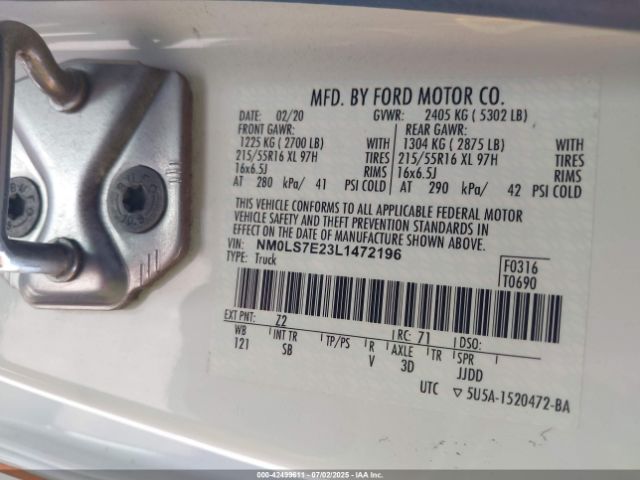 MFD. BY FORD MOTOR CO.
DATE: 02/20 GVWR: 2405 KG ( 5302 LB)
FRONT GAWR: REAR GAWR:
1225 KG ( 2700 LB) WITH 1304 KG ( 2875 LB) WITH
215/55R16 XL 97H TIRES 215/55R16 XL 97H TIRES
16x6.5J RIMS 16x6.5J RIMS
AT 280 kPa/ 41 PSI COLD AT 290 kPa/ 42 PSI COLD
THIS VEHICLE CONFORMS TO ALL APPLICABLE FEDERAL MOTOR
VEHICLE SAFETY AND THEFT PREVENTION STANDARDS IN
EFFECT ON THE DATE OF MANUFACTURE SHOWN ABOVE.
VIN: NM0LS7E23L1472196
TYPE: Truck
F0316
T0690
EXT PNT: Z2 RC: 71 DSO:
WB INT TR TP/PS R AXLE TR SPR
121 SB V 3D JJDD
UTC ▽ 5U5A-1520472-BA
000-42499611 - 07/02/2025 - IAA Corp.